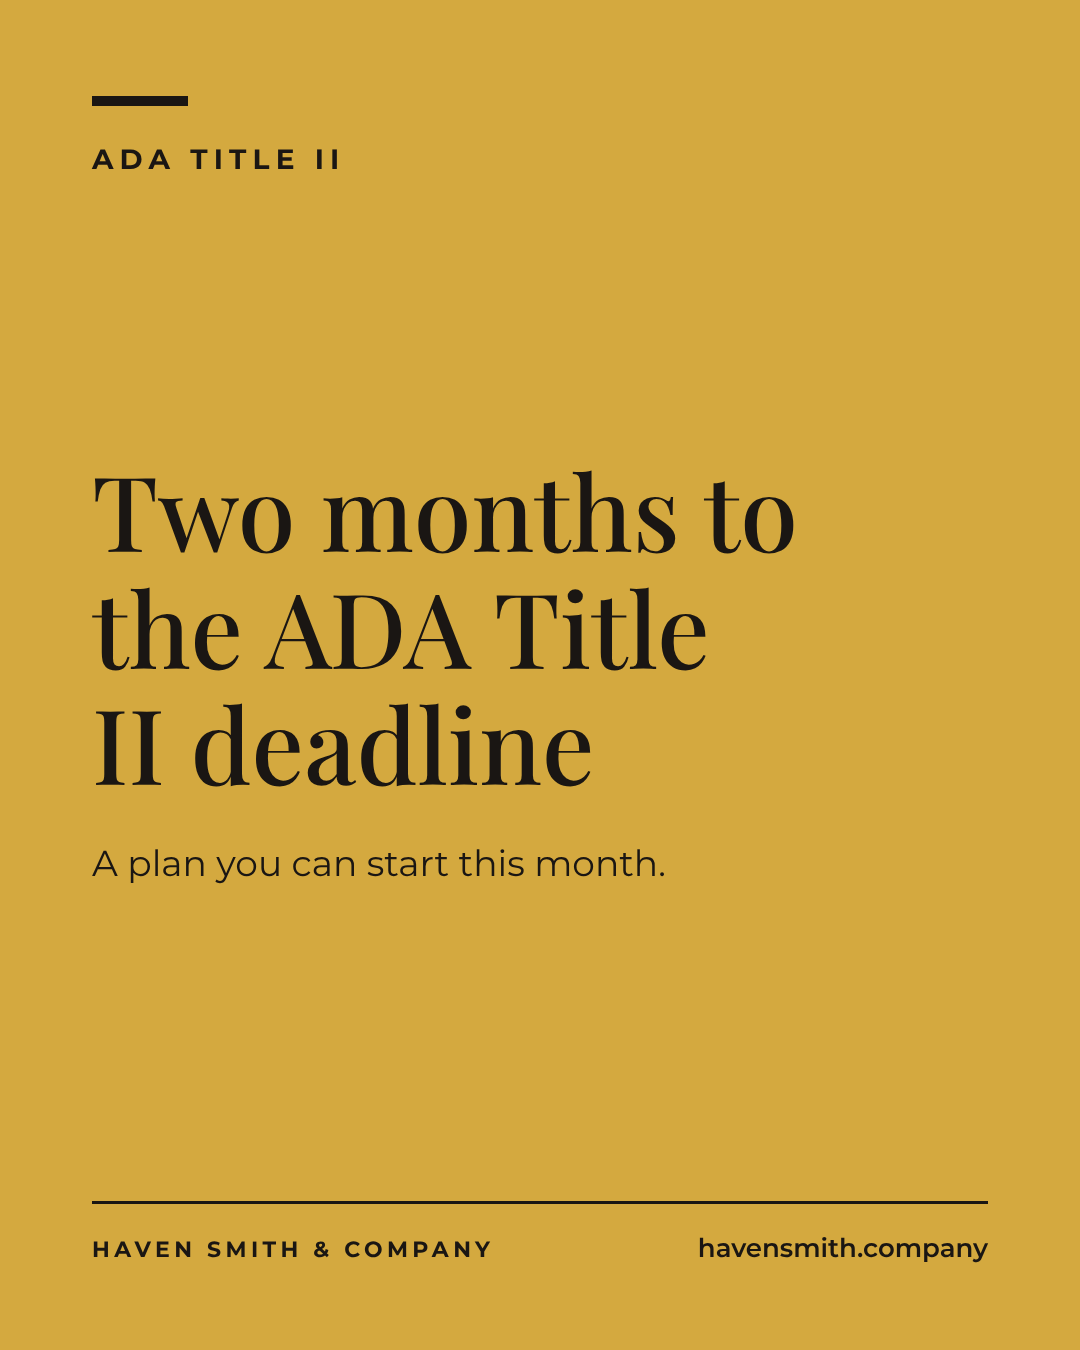 ADA TITLE II
Two months to
the ADA Title
II deadline
A plan you can start this month.
HAVEN SMITH & COMPANY
havensmith.company